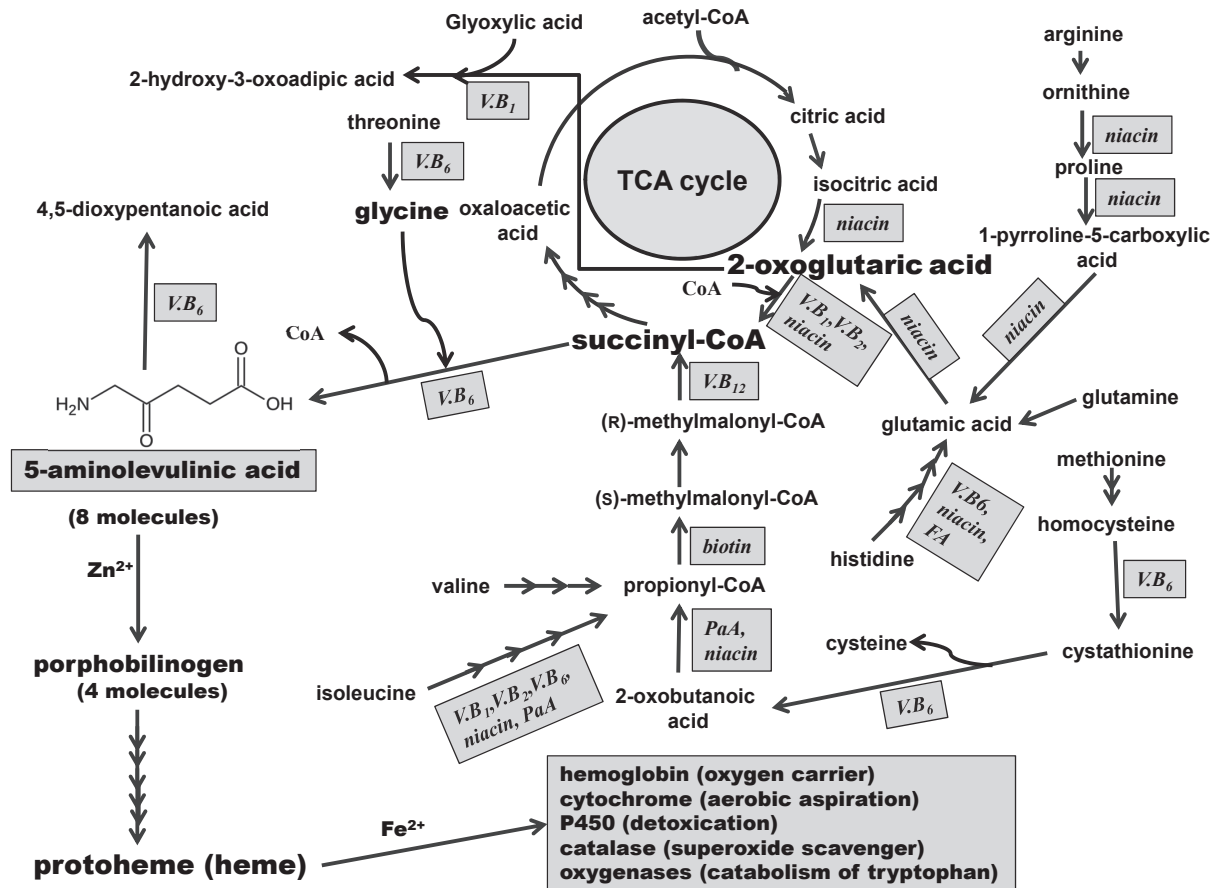 Glyoxylic acid
acetyl-CoA
arginine
2-hydroxy-3-oxoadipic acid
V.B₁
ornithine
threonine
citric acid
niacin
V.B₆
TCA cycle
proline
isocitric acid
niacin
4,5-dioxypentanoic acid
glycine
oxaloacetic
acid
niacin
1-pyrroline-5-carboxylic
acid
2-oxoglutaric acid
CoA
V.B₆
V.B₁,V.B₂,
niacin
niacin
niacin
CoA
succinyl-CoA
V.B₆
V.B₁₂
O
H₂N
O
OH
(R)-methylmalonyl-CoA
glutamic acid
glutamine
5-aminolevulinic acid
methionine
(8 molecules)
(S)-methylmalonyl-CoA
V.B6,
niacin,
FA
homocysteine
Zn²⁺
biotin
histidine
valine
propionyl-CoA
V.B₆
PaA,
niacin
porphobilinogen
(4 molecules)
cysteine
cystathionine
isoleucine
V.B₁,V.B₂,V.B₆,
niacin, PaA
2-oxobutanoic
acid
V.B₆
hemoglobin (oxygen carrier)
cytochrome (aerobic aspiration)
P450 (detoxication)
catalase (superoxide scavenger)
oxygenases (catabolism of tryptophan)
Fe²⁺
protoheme (heme)